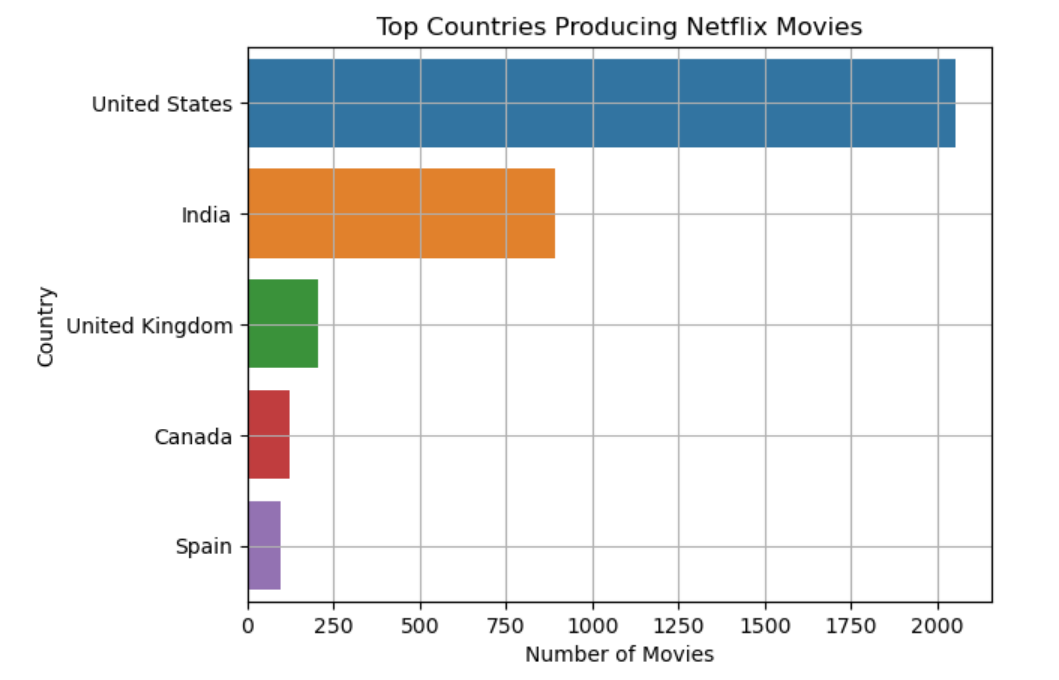 Top Countries Producing Netflix Movies
United States
India
United Kingdom
Canada
Spain
Country
0 250 500 750 1000 1250 1500 1750 2000
Number of Movies